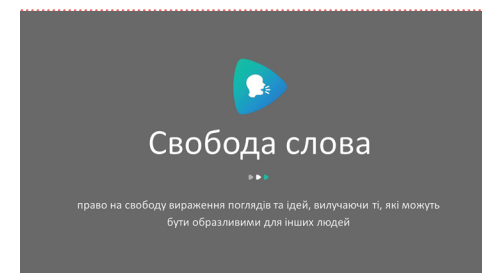 Свобода слова
право на свободу вираження поглядів та ідей, вилучаючи ті, які можуть
бути образливими для інших людей